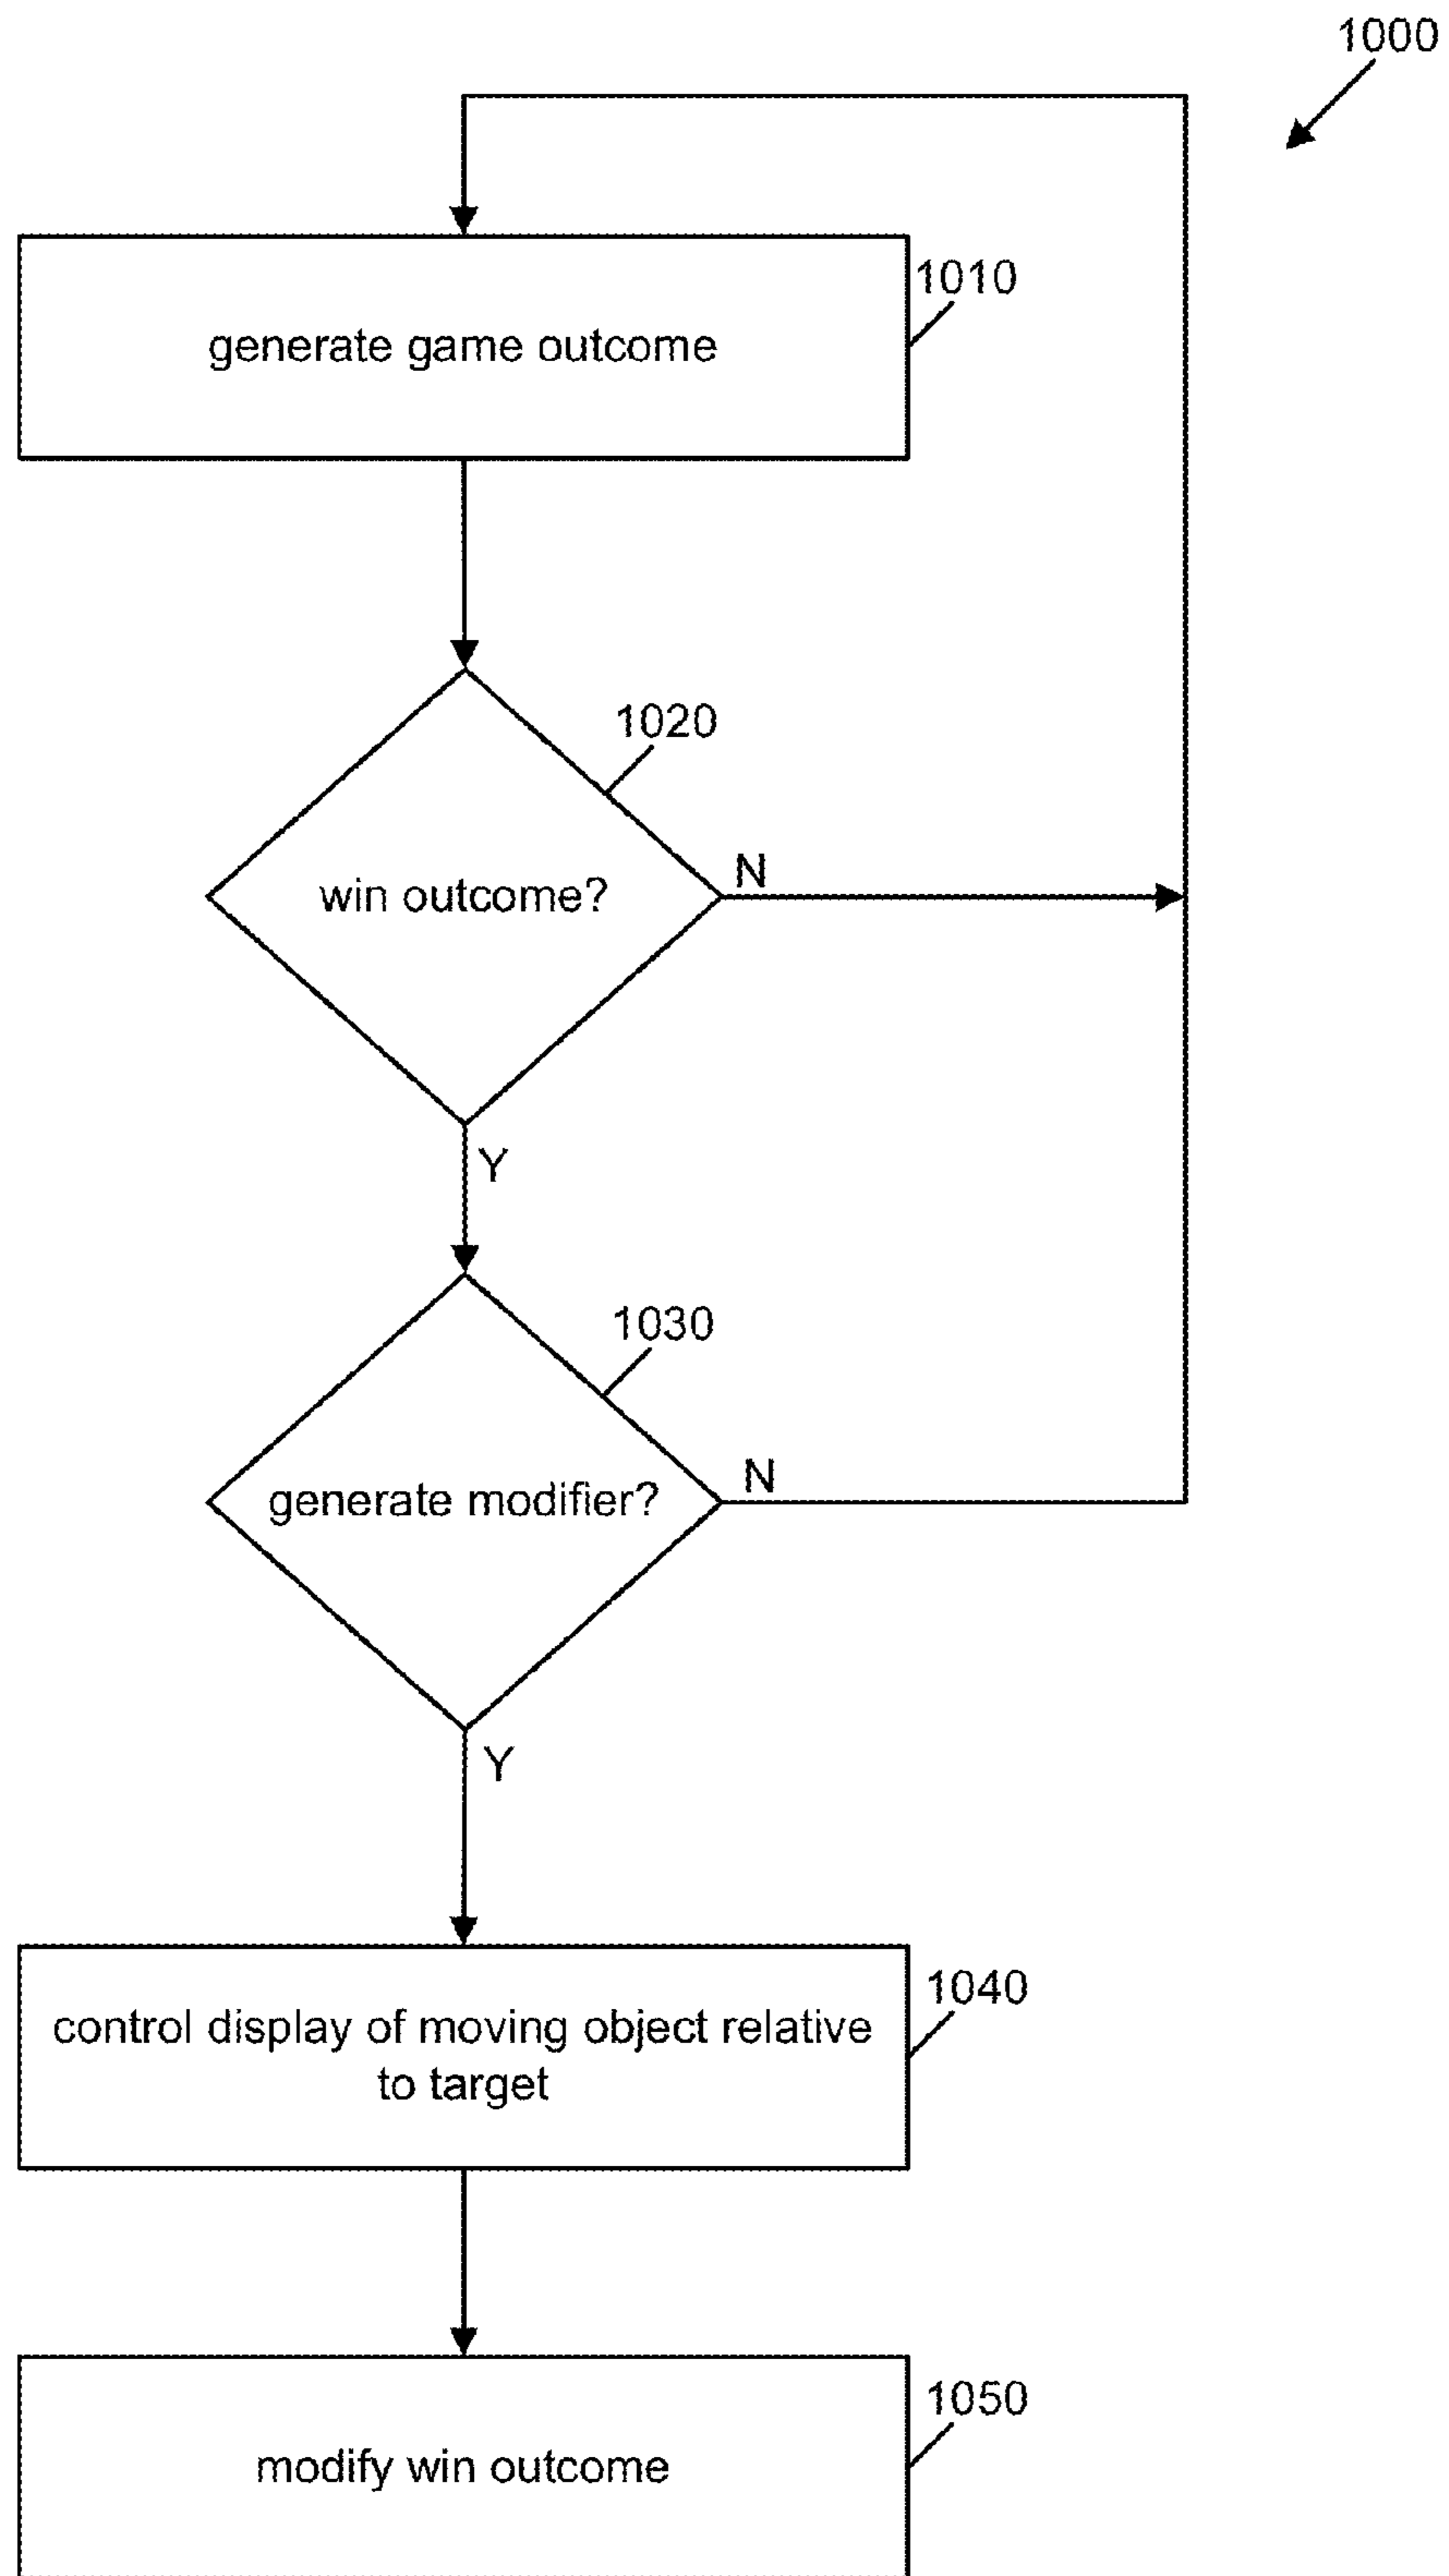 1000
1010
generate game outcome
1020
N
win outcome?
Y
1030
N
generate modifier?
Y
1040
control display of moving object relative
to target
1050
modify win outcome